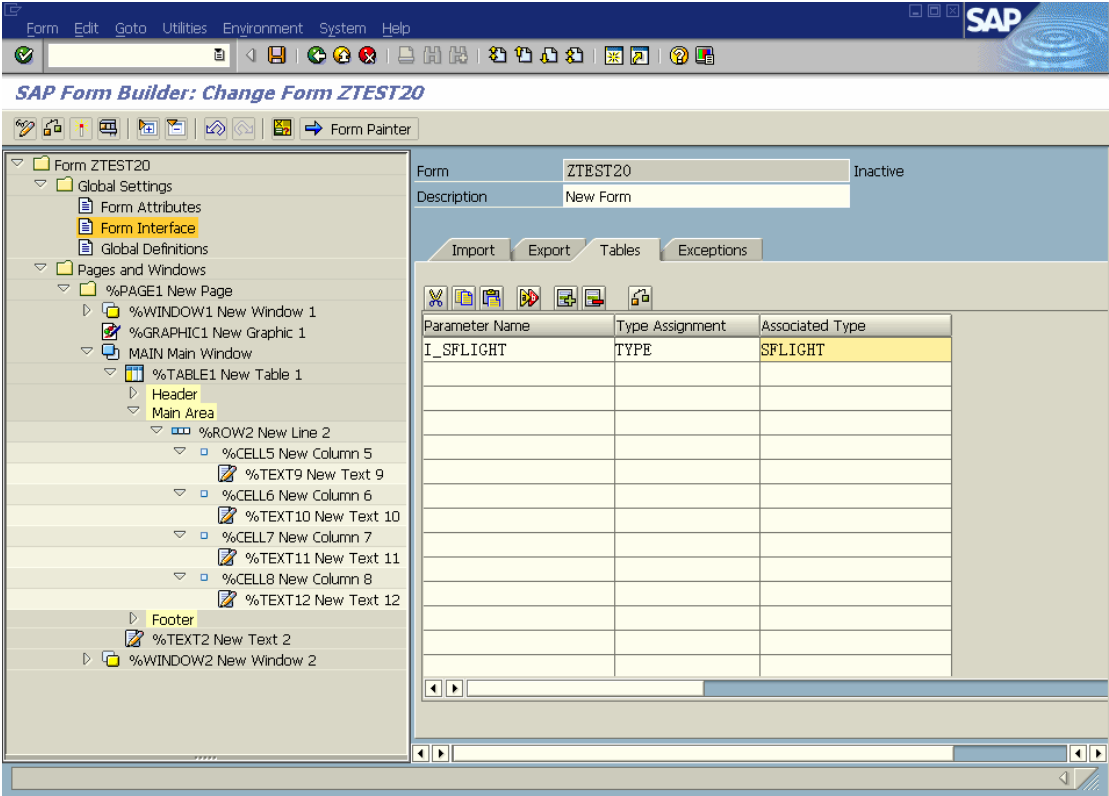 Form Edit Goto Utilities Environment System Help
SAP
SAP Form Builder: Change Form ZTEST20
Form Painter
Form ZTEST20
Global Settings
Form Attributes
Form Interface
Global Definitions
Pages and Windows
%PAGE1 New Page
%WINDOW1 New Window 1
%GRAPHIC1 New Graphic 1
MAIN Main Window
%TABLE1 New Table 1
Header
Main Area
%ROW2 New Line 2
%CELL5 New Column 5
%TEXT9 New Text 9
%CELL6 New Column 6
%TEXT10 New Text 10
%CELL7 New Column 7
%TEXT11 New Text 11
%CELL8 New Column 8
%TEXT12 New Text 12
Footer
%TEXT2 New Text 2
%WINDOW2 New Window 2
Form ZTEST20 Inactive
Description New Form
Import Export Tables Exceptions
Parameter Name Type Assignment Associated Type
I_SFLIGHT TYPE SFLIGHT